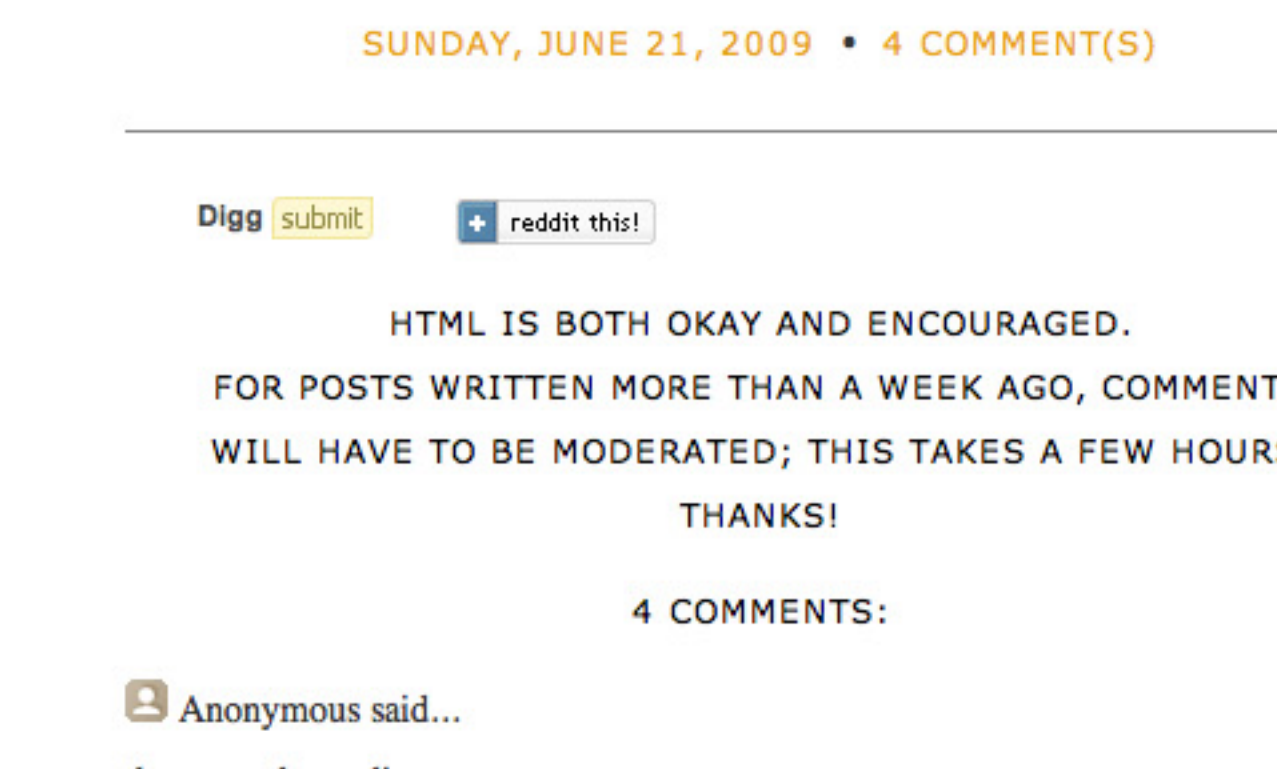 SUNDAY, JUNE 21, 2009 • 4 COMMENT(S)
Digg submit + reddit this!
HTML IS BOTH OKAY AND ENCOURAGED.
FOR POSTS WRITTEN MORE THAN A WEEK AGO, COMMENT
WILL HAVE TO BE MODERATED; THIS TAKES A FEW HOURS
THANKS!
4 COMMENTS:
Anonymous said...